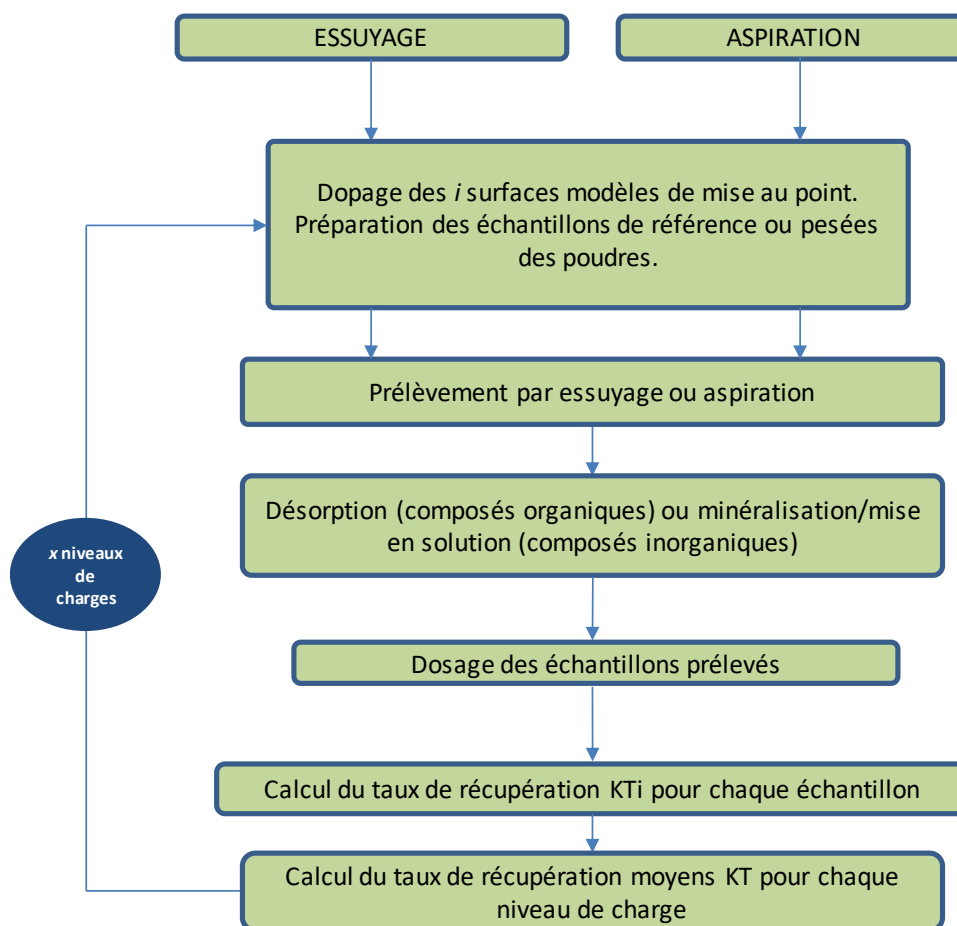 ESSUYAGE
ASPIRATION
Dopage des i surfaces modèles de mise au point.
Préparation des échantillons de référence ou pesées
des poudres.
Prélèvement par essuyage ou aspiration
Désorption (composés organiques) ou minéralisation/mise
en solution (composés inorganiques)
x niveaux
de
charges
Dosage des échantillons prélevés
Calcul du taux de récupération KTi pour chaque échantillon
Calcul du taux de récupération moyens KT pour chaque
niveau de charge